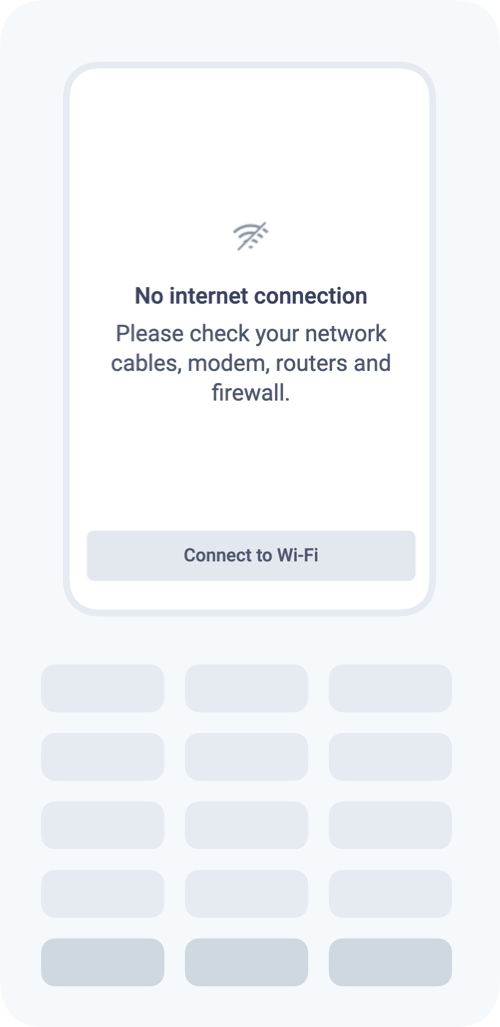 No internet connection
Please check your network
cables, modem, routers and
firewall.
Connect to Wi-Fi